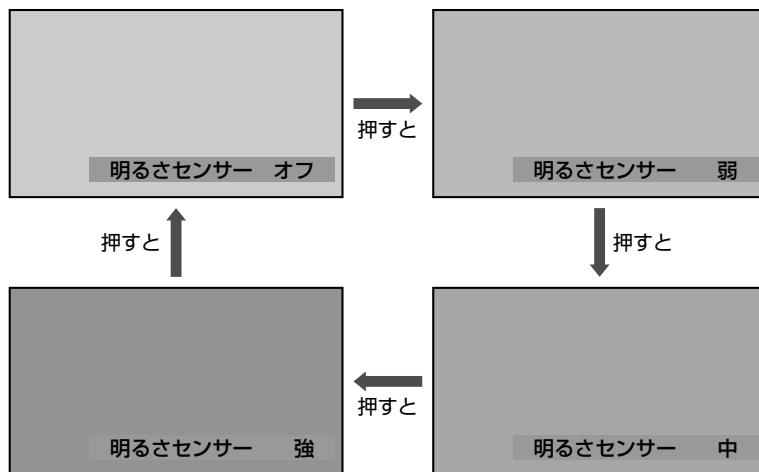 明るさセンサー　オフ
押すと
明るさセンサー　弱
押すと
明るさセンサー　中
押すと
明るさセンサー　強
押すと